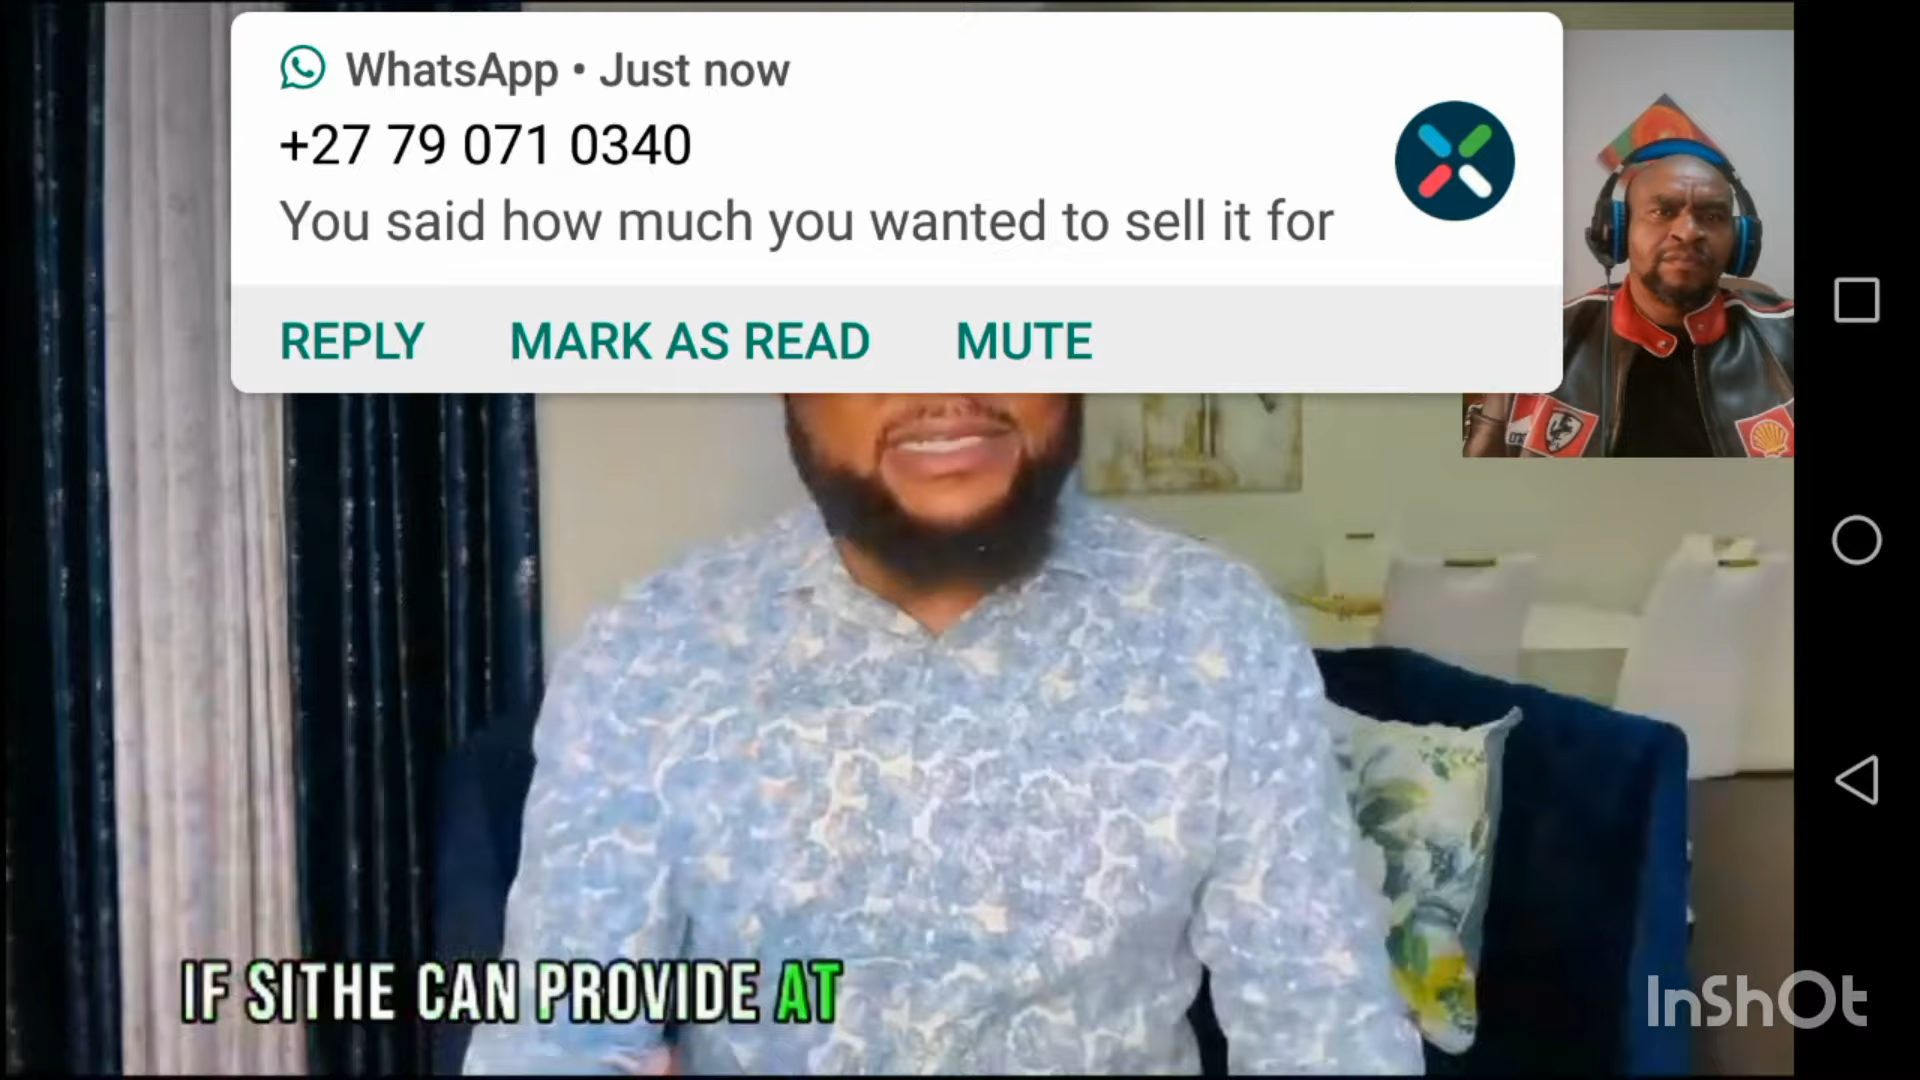 WhatsApp • Just now
+27 79 071 0340
You said how much you wanted to sell it for
REPLY MARK AS READ MUTE
IF SITHE CAN PROVIDE AT
InShOt